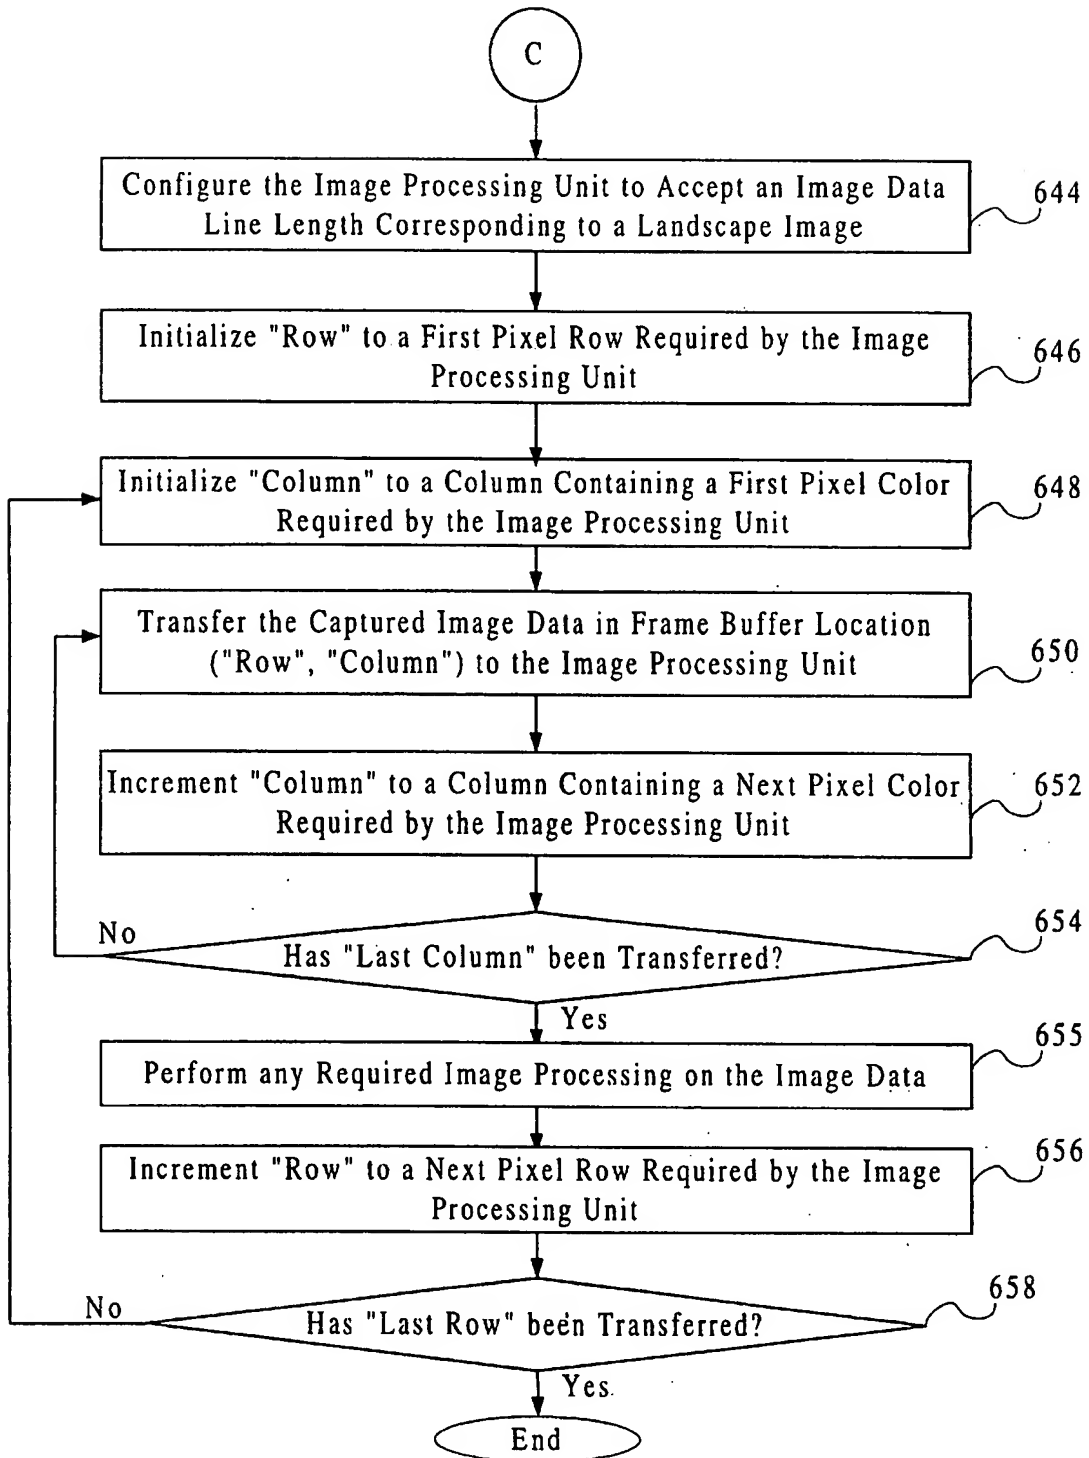 C
Configure the Image Processing Unit to Accept an Image Data
Line Length Corresponding to a Landscape Image
644
Initialize "Row" to a First Pixel Row Required by the Image
Processing Unit
646
Initialize "Column" to a Column Containing a First Pixel Color
Required by the Image Processing Unit
648
Transfer the Captured Image Data in Frame Buffer Location
("Row", "Column") to the Image Processing Unit
650
Increment "Column" to a Column Containing a Next Pixel Color
Required by the Image Processing Unit
652
No
Has "Last Column" been Transferred?
654
Yes
Perform any Required Image Processing on the Image Data
655
Increment "Row" to a Next Pixel Row Required by the Image
Processing Unit
656
No
Has "Last Row" been Transferred?
658
Yes
End